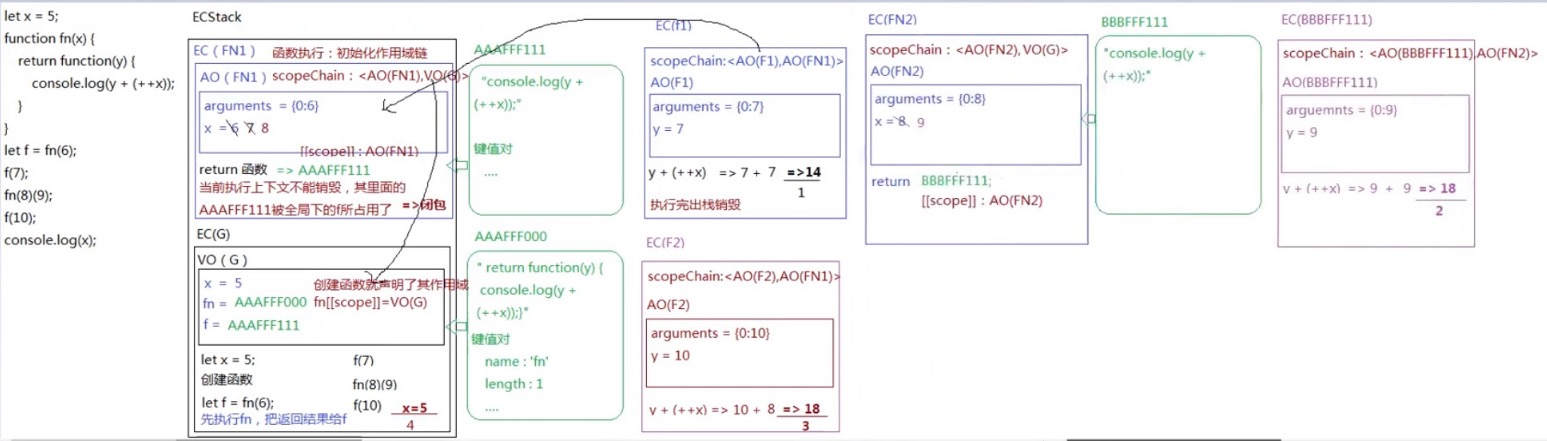 let x = 5;
function fn(x) {
return function(y) {
console.log(y + (++x));
}
}
let f = fn(6);
f(7);
fn(8)(9);
f(10);
console.log(x);
ECStack
EC（FN1） 函数执行：初始化作用域链
AO（FN1） scopeChain：<AO(FN1),VO(G)>
arguments = {0:6}
x = 6 7 8
[[scope]]：AO(FN1)
return 函数 => AAAFFF111
当前执行上下文不能销毁，其里面的
AAAFFF111被全局下的f所占用了 =>闭包
EC(G)
VO（G）
x = 5
创建函数就声明了其作用域
fn = AAAFFF000 fn[[scope]]=VO(G)
f = AAAFFF111
let x = 5; f(7)
创建函数 fn(8)(9)
let f = fn(6); f(10) x=5
先执行fn，把返回结果给f 4
AAAFFF111
"console.log(y +
(++x));"
键值对
....
AAAFFF000
" return function(y) {
console.log(y +
(++x));}"
键值对
name : 'fn'
length : 1
....
EC(f1)
scopeChain:<AO(F1),AO(FN1)>
AO(F1)
arguments = {0:7}
y = 7
y + (++x) => 7 + 7 =>14
1
执行完出栈销毁
EC(F2)
scopeChain:<AO(F2),AO(FN1)>
AO(F2)
arguments = {0:10}
y = 10
y + (++x) => 10 + 8 => 18
3
EC(FN2)
scopeChain：<AO(FN2), VO(G)>
AO(FN2)
arguments = {0:8}
x = 8 9
return BBBFFF111;
[[scope]]：AO(FN2)
BBBFFF111
"console.log(y +
(++x));"
EC(BBBFFF111)
scopeChain：<AO(BBBFFF111),AO(FN2)>
AO(BBBFFF111)
arguemnts = {0:9}
y = 9
y + (++x) => 9 + 9 => 18
2